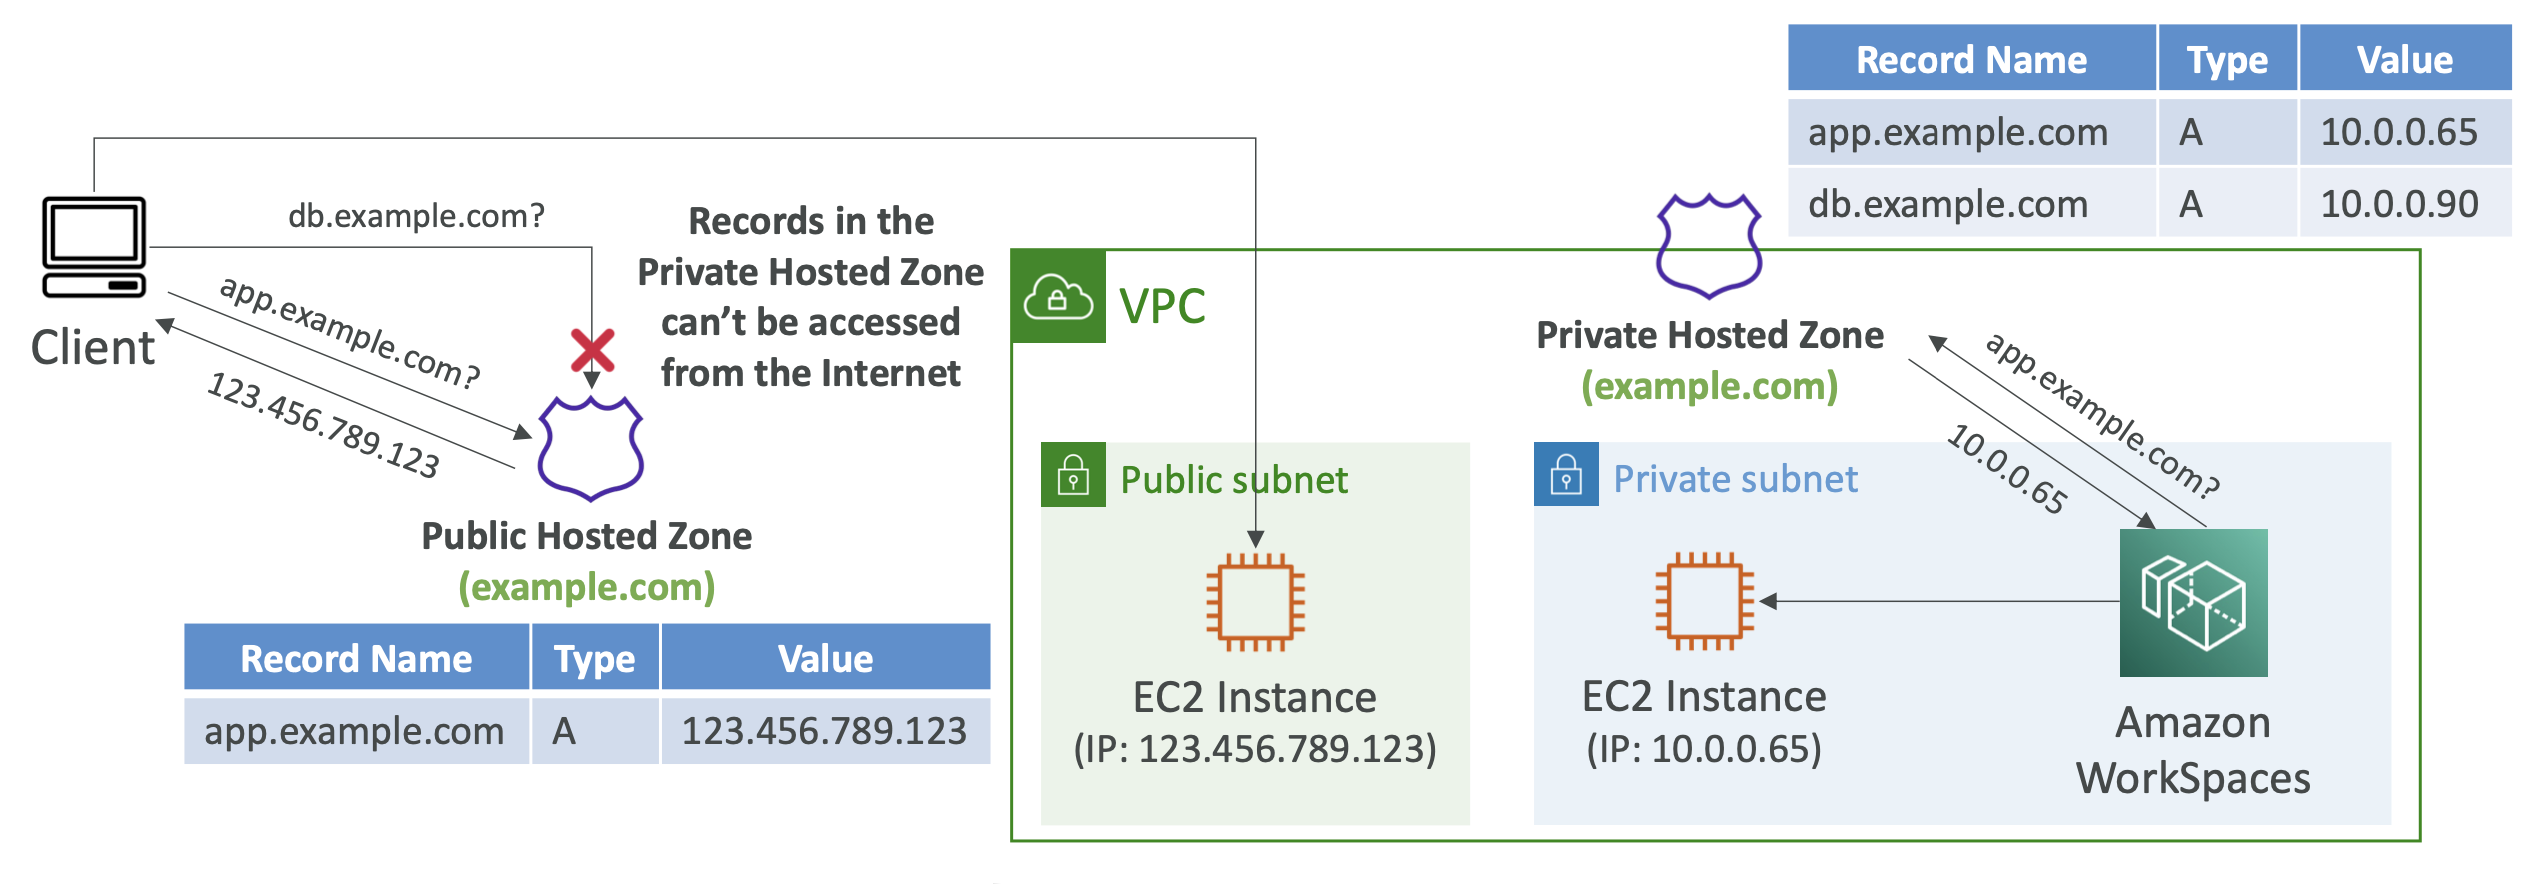 Record Name Type Value
app.example.com A 10.0.0.65
db.example.com A 10.0.0.90
Client
db.example.com?
app.example.com?
123.456.789.123
Records in the
Private Hosted Zone
can’t be accessed
from the Internet
Public Hosted Zone
(example.com)
Record Name Type Value
app.example.com A 123.456.789.123
VPC
Private Hosted Zone
(example.com)
app.example.com?
10.0.0.65
Public subnet
EC2 Instance
(IP: 123.456.789.123)
Private subnet
EC2 Instance
(IP: 10.0.0.65)
Amazon
WorkSpaces